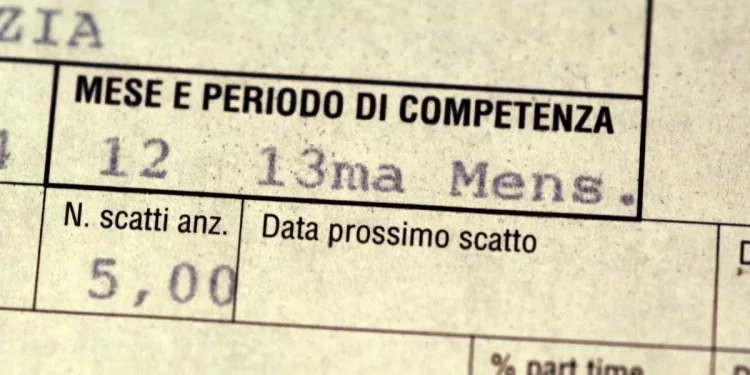 ZIA
MESE E PERIODO DI COMPETENZA
12 13ma Mens.
N. scatti anz. Data prossimo scatto
5,00
% part time